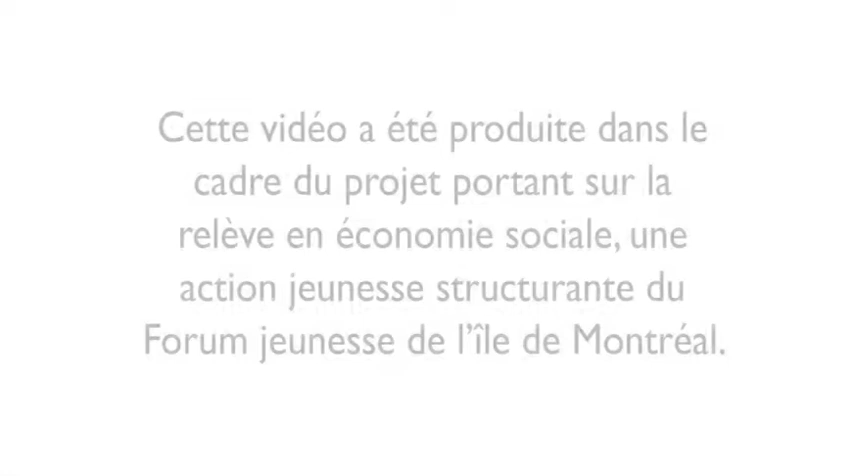 Cette vidéo a été produite dans le
cadre du projet portant sur la
relève en économie sociale, une
action jeunesse structurante du
Forum jeunesse de l’île de Montréal.